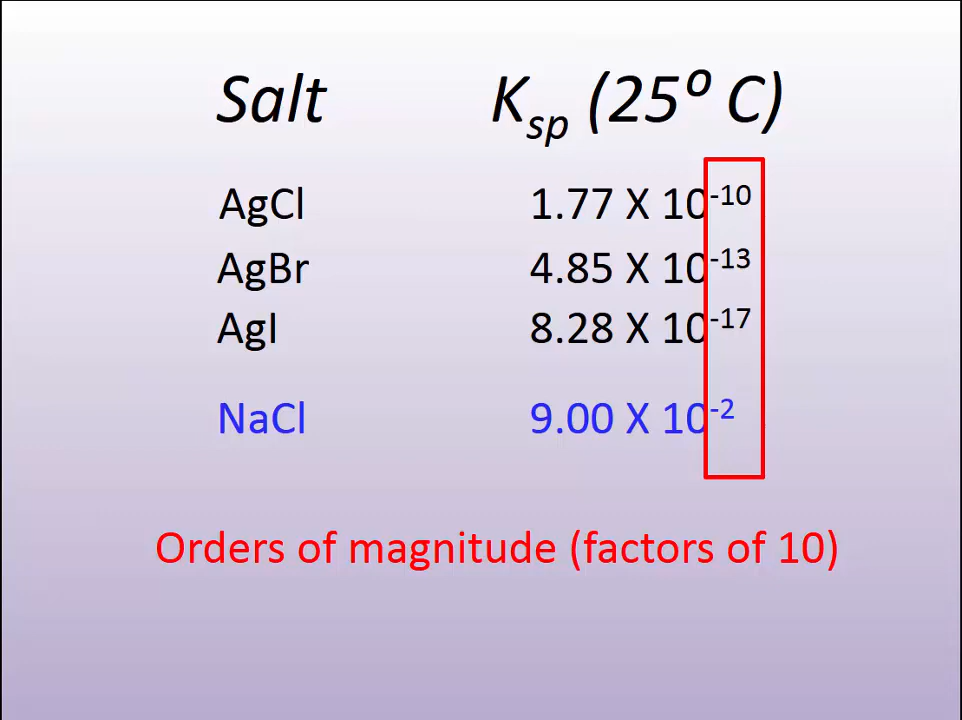 Salt K_sp (25º C)
AgCl 1.77 X 10⁻¹⁰
AgBr 4.85 X 10⁻¹³
AgI 8.28 X 10⁻¹⁷
NaCl 9.00 X 10⁻²
Orders of magnitude (factors of 10)